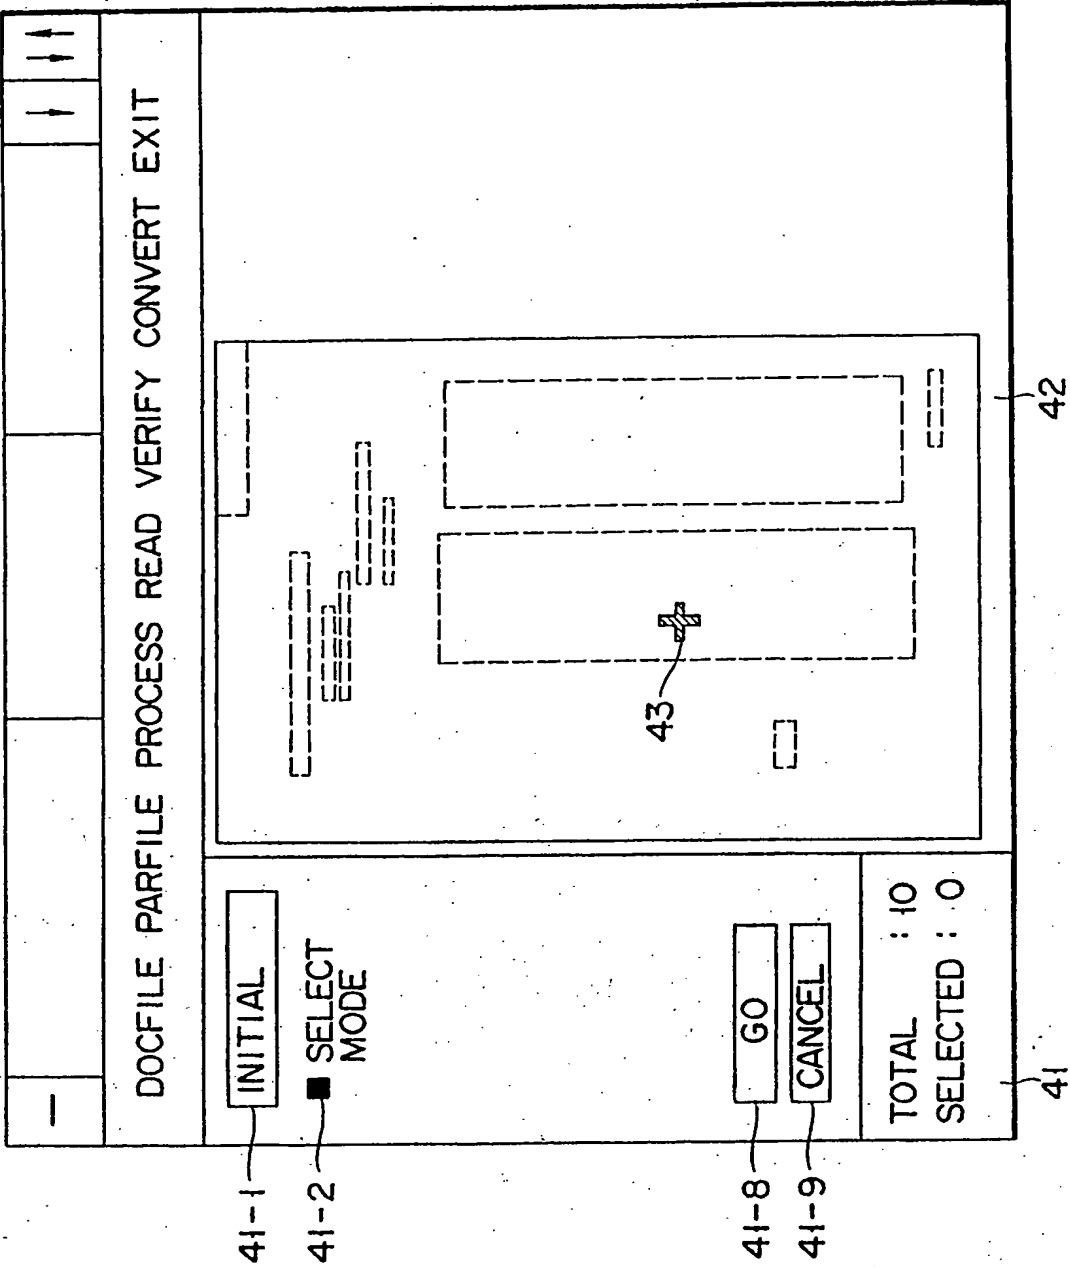 DOCFILE PARFILE PROCESS READ VERIFY CONVERT EXIT
41-1
INITIAL
41-2
SELECT
MODE
43
41-8
GO
41-9
CANCEL
TOTAL : 10
SELECTED : 0
41
42